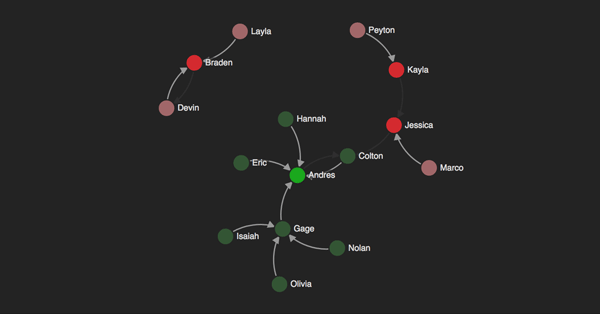 Layla
Peyton
Braden
Kayla
Devin
Hannah
Jessica
Eric
Colton
Marco
Andres
Gage
Isaiah
Nolan
Olivia